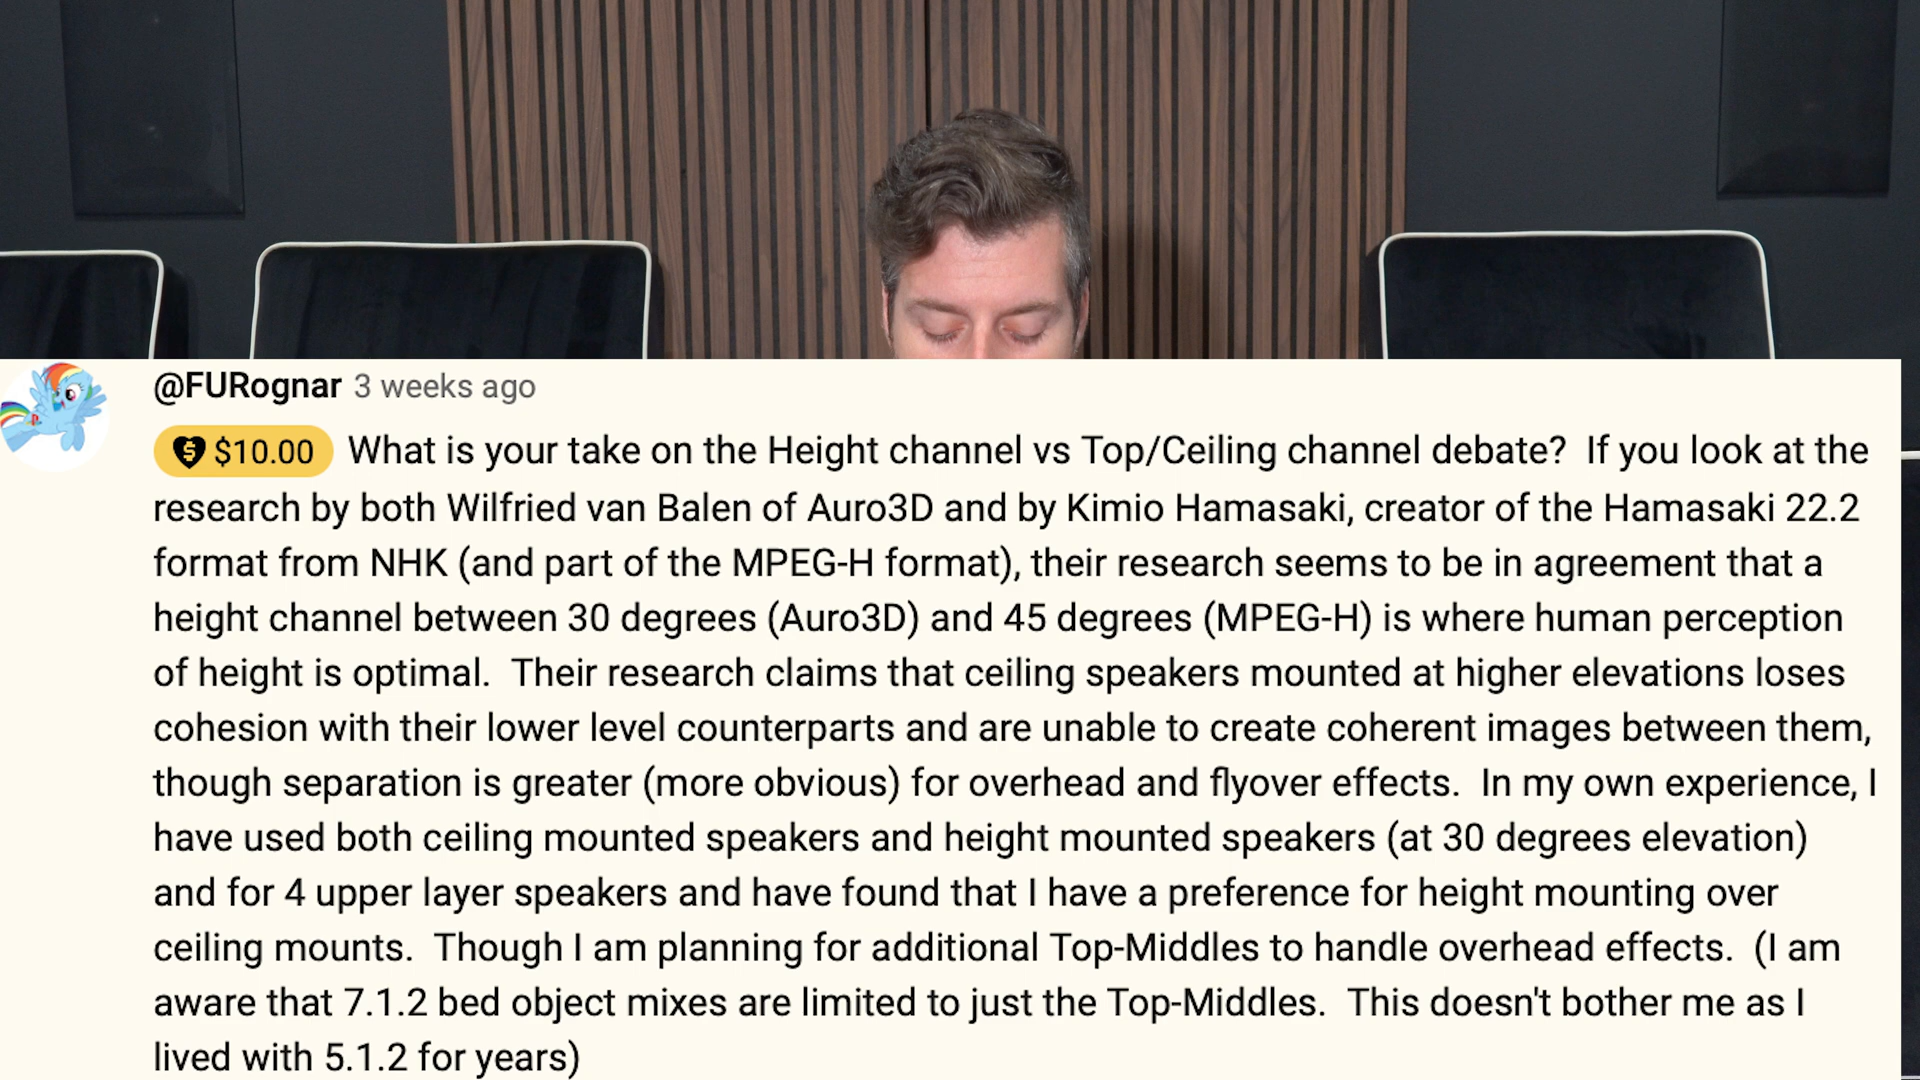 @FURognar 3 weeks ago
$10.00 What is your take on the Height channel vs Top/Ceiling channel debate? If you look at the
research by both Wilfried van Balen of Auro3D and by Kimio Hamasaki, creator of the Hamasaki 22.2
format from NHK (and part of the MPEG-H format), their research seems to be in agreement that a
height channel between 30 degrees (Auro3D) and 45 degrees (MPEG-H) is where human perception
of height is optimal. Their research claims that ceiling speakers mounted at higher elevations loses
cohesion with their lower level counterparts and are unable to create coherent images between them,
though separation is greater (more obvious) for overhead and flyover effects. In my own experience, I
have used both ceiling mounted speakers and height mounted speakers (at 30 degrees elevation)
and for 4 upper layer speakers and have found that I have a preference for height mounting over
ceiling mounts. Though I am planning for additional Top-Middles to handle overhead effects. (I am
aware that 7.1.2 bed object mixes are limited to just the Top-Middles. This doesn't bother me as I
lived with 5.1.2 for years)